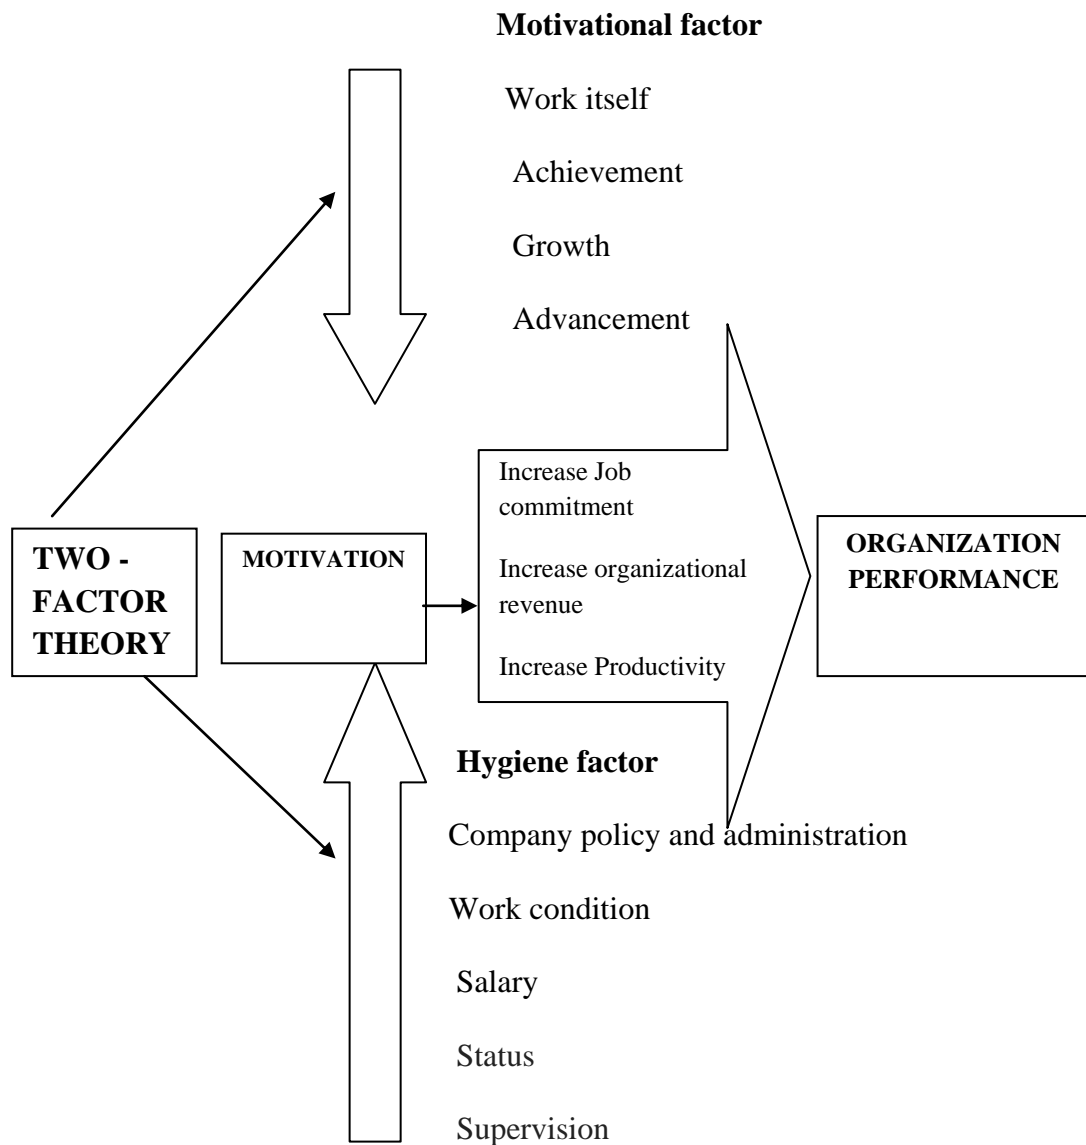 Motivational factor
Work itself
Achievement
Growth
Advancement
TWO -
FACTOR
THEORY
MOTIVATION
Increase Job
commitment
Increase organizational
revenue
Increase Productivity
ORGANIZATION
PERFORMANCE
Hygiene factor
Company policy and administration
Work condition
Salary
Status
Supervision